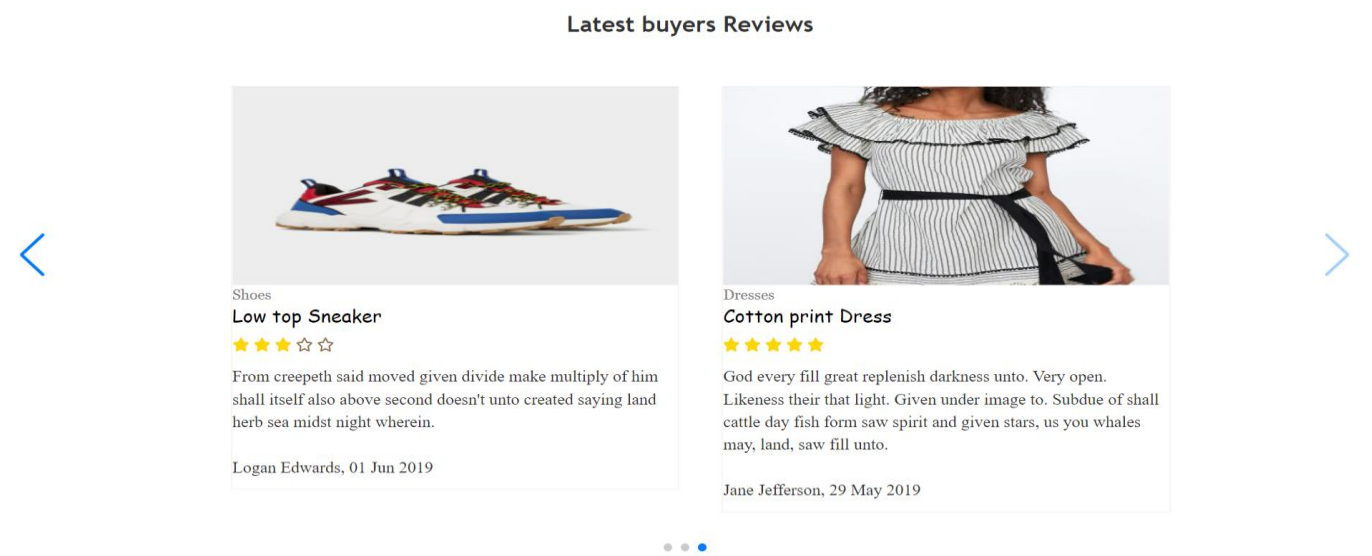 Latest buyers Reviews
Shoes
Low top Sneaker
From creepeth said moved given divide make multiply of him
shall itself also above second doesn't unto created saying land
herb sea midst night wherein.
Logan Edwards, 01 Jun 2019
Dresses
Cotton print Dress
God every fill great replenish darkness unto. Very open.
Likeness their that light. Given under image to. Subdue of shall
cattle day fish form saw spirit and given stars, us you whales
may, land, saw fill unto.
Jane Jefferson, 29 May 2019